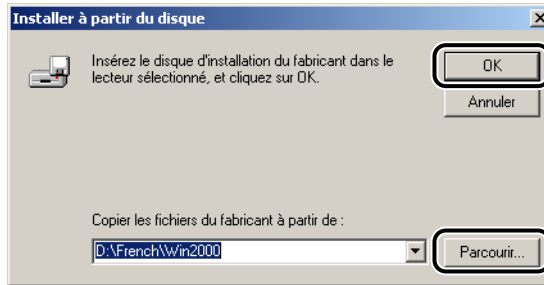 Installer à partir du disque
Insérez le disque d'installation du fabricant dans le
lecteur sélectionné, et cliquez sur OK.
OK
Annuler
Copier les fichiers du fabricant à partir de :
D:\French\Win2000
Parcourir...